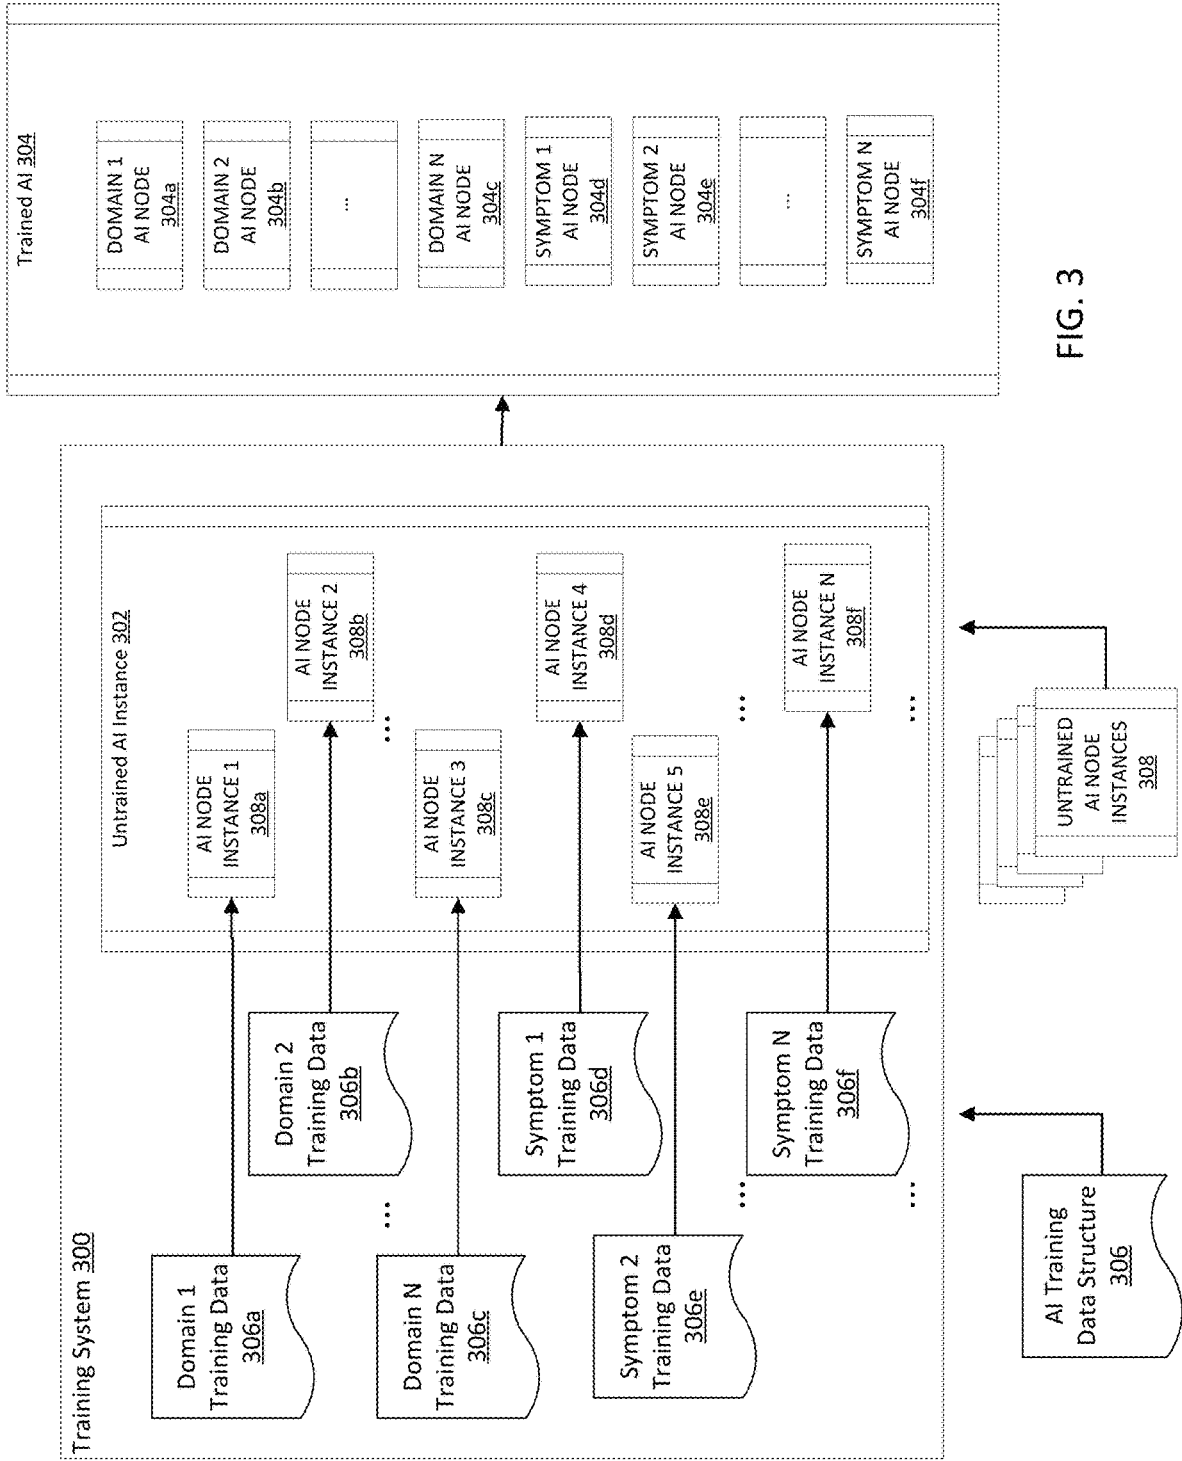 Training System 300
Domain 1
Training Data
306a
Domain 2
Training Data
306b
...
Domain N
Training Data
306c
Symptom 1
Training Data
306d
Symptom 2
Training Data
306e
...
Symptom N
Training Data
306f
...
AI Training
Data Structure
306
Untrained AI Instance 302
AI NODE
INSTANCE 1
308a
AI NODE
INSTANCE 2
308b
...
AI NODE
INSTANCE 3
308c
AI NODE
INSTANCE 4
308d
AI NODE
INSTANCE 5
308e
...
AI NODE
INSTANCE N
308f
...
UNTRAINED
AI NODE
INSTANCES
308
Trained AI 304
DOMAIN 1
AI NODE
304a
DOMAIN 2
AI NODE
304b
...
DOMAIN N
AI NODE
304c
SYMPTOM 1
AI NODE
304d
SYMPTOM 2
AI NODE
304e
...
SYMPTOM N
AI NODE
304f
FIG. 3